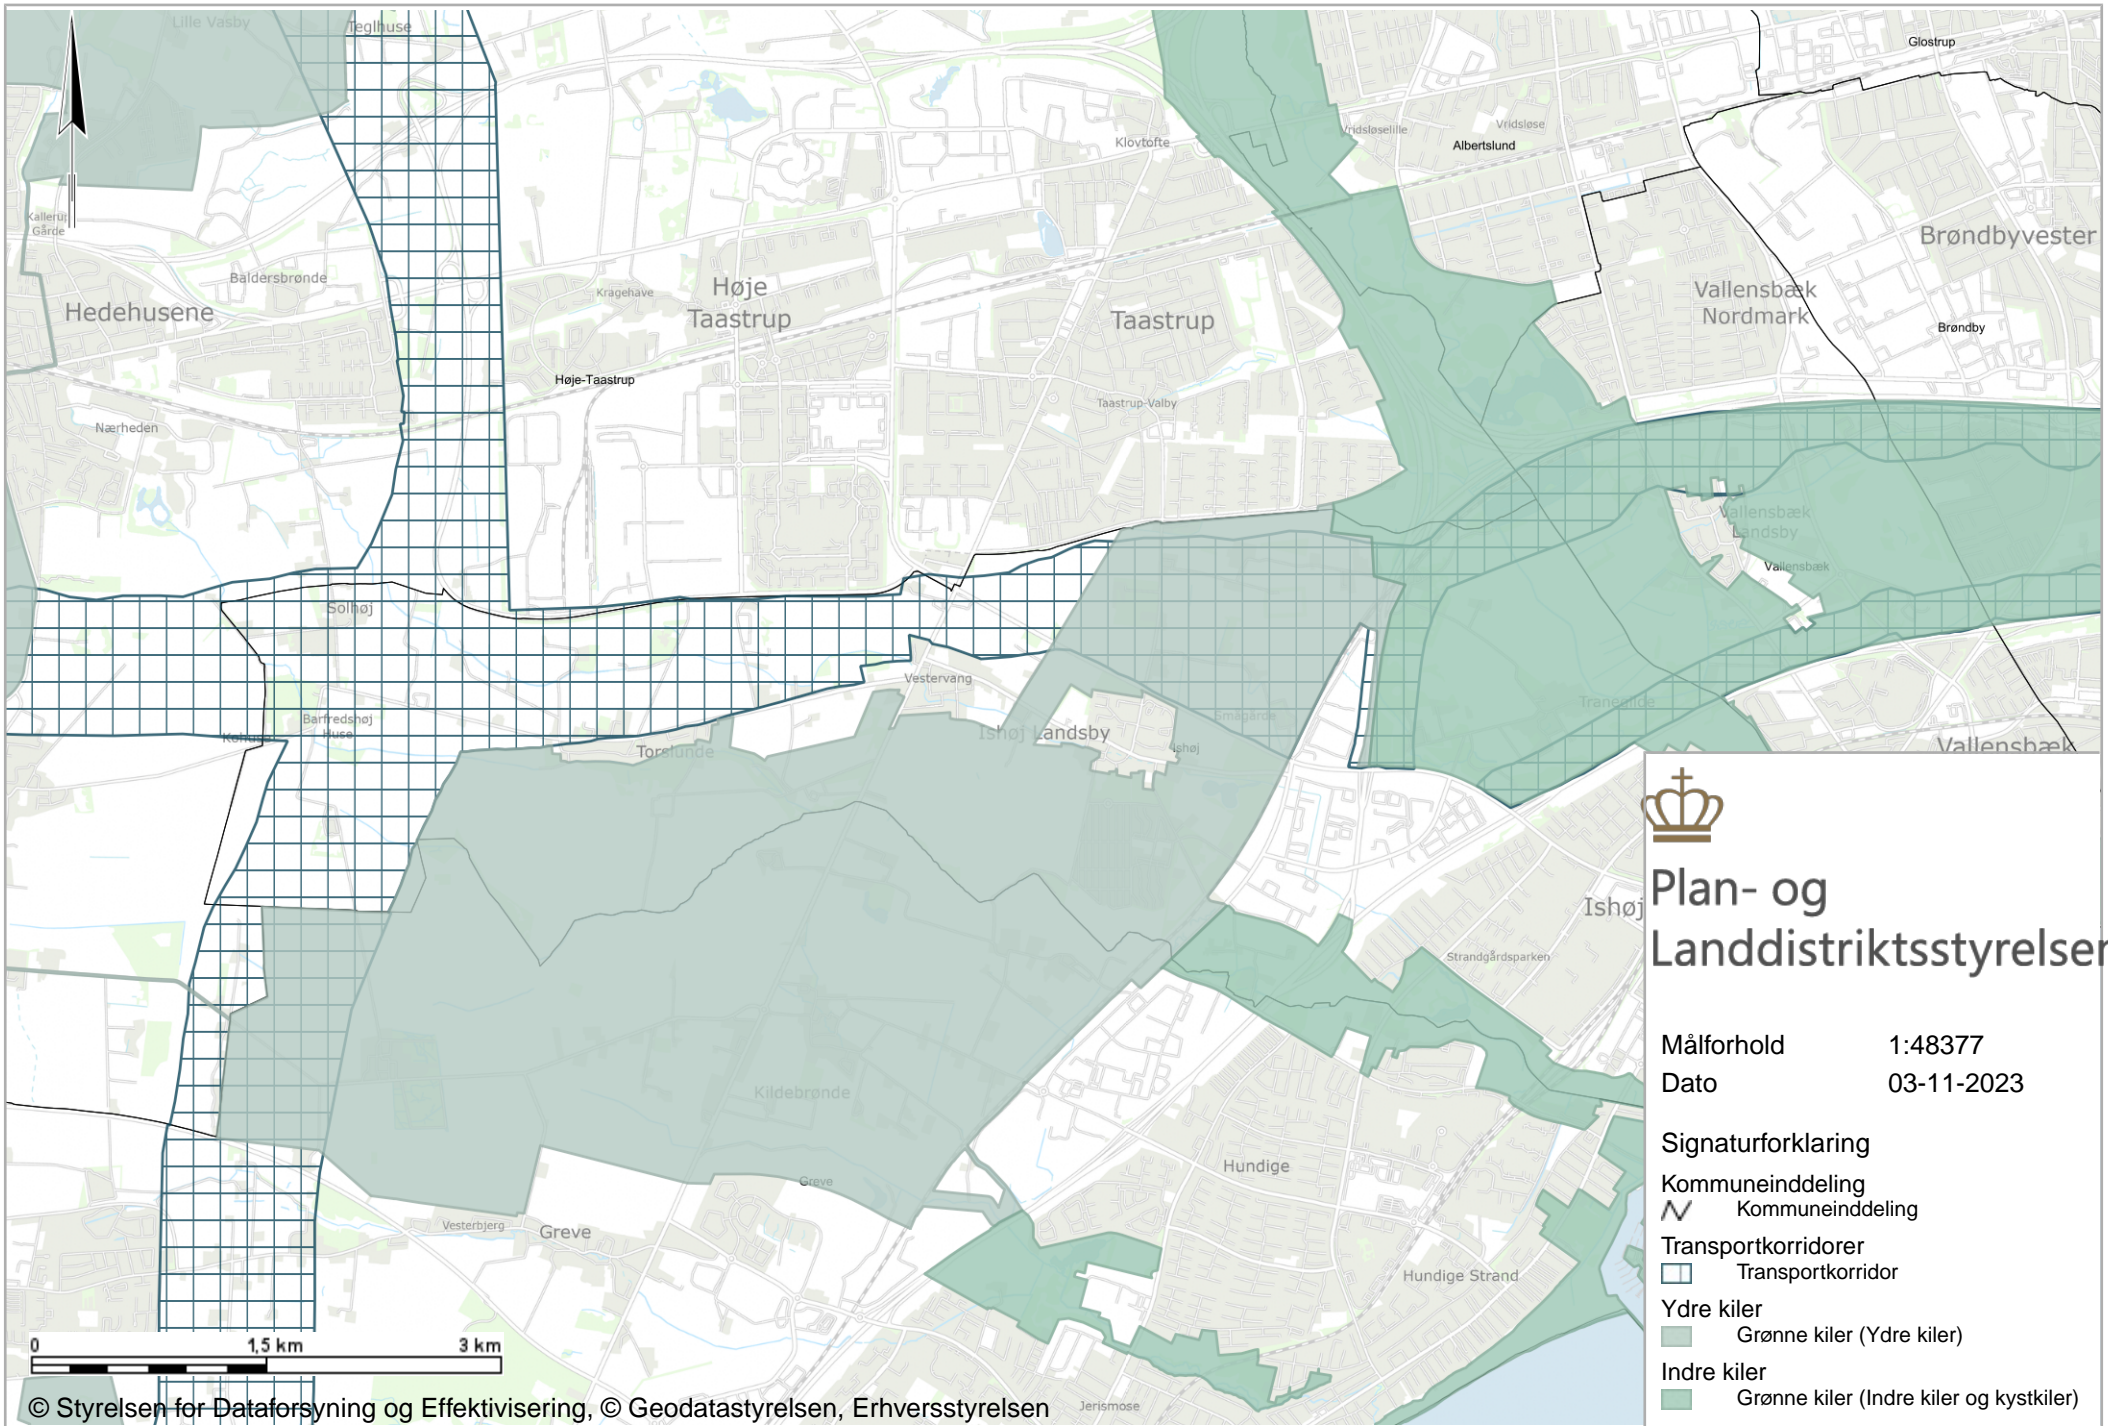 Lille Vasby
Teglhuse
Glostrup
Klovtofte
Vridsløselille
Vridsløse
Albertslund
Kallerup
Gårde
Baldersbrønde
Hedehusene
Kragehave
Høje
Taastrup
Taastrup
Vallensbæk
Nordmark
Brøndbyvester
Brøndby
Høje-Taastrup
Taastrup-Valby
Nærheden
Vallensbæk
Landsby
Vallensbæk
Solhøj
Vestervang
Barfredshøj
Huse
Kohuse
Torslunde
Ishøj Landsby
Ishøj
Smågårde
Tranegilde
Vallensbæk
Ishøj
Strandgårdsparken
Kildebrønde
Hundige
Greve
Vesterbjerg
Greve
Hundige Strand
Jerismose
Plan- og
Landdistriktsstyrelsen
Målforhold 1:48377
Dato 03-11-2023
Signaturforklaring
Kommuneinddeling
Kommuneinddeling
Transportkorridorer
Transportkorridor
Ydre kiler
Grønne kiler (Ydre kiler)
Indre kiler
Grønne kiler (Indre kiler og kystkiler)
0 1,5 km 3 km
© Styrelsen for Dataforsyning og Effektivisering, © Geodatastyrelsen, Erhversstyrelsen